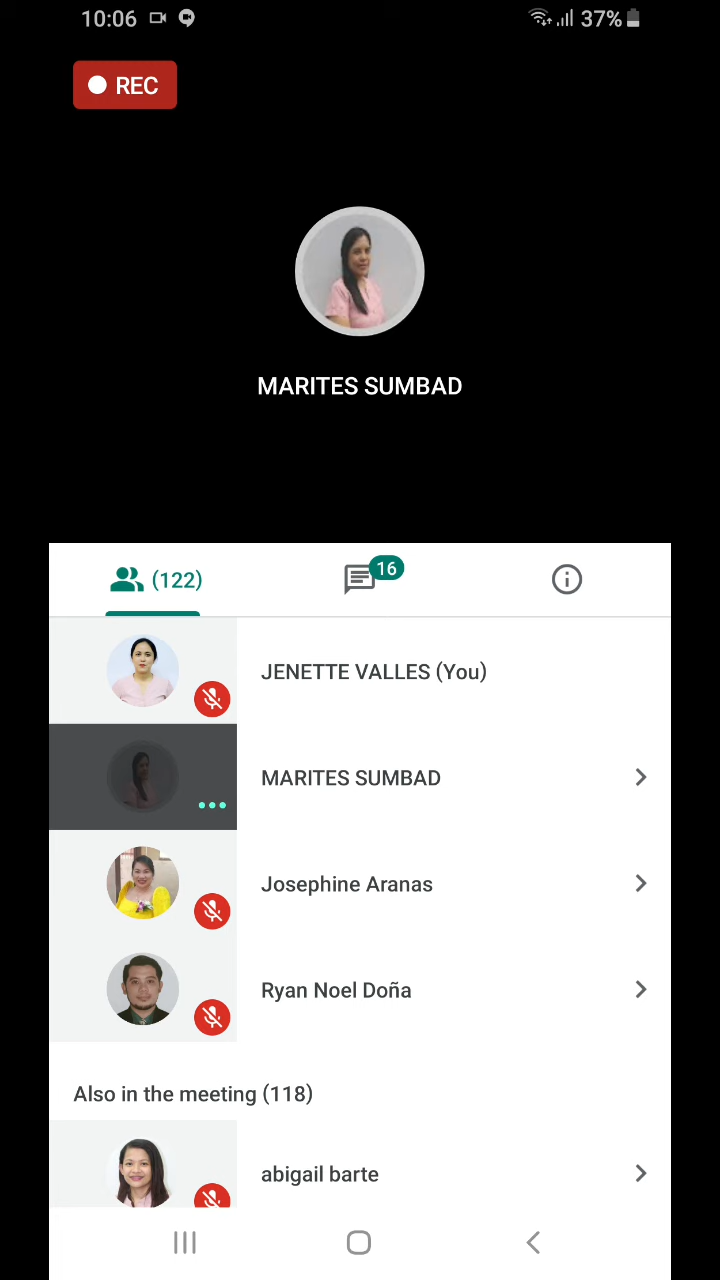 10:06
37%
REC
MARITES SUMBAD
(122)
16
JENETTE VALLES (You)
MARITES SUMBAD
Josephine Aranas
Ryan Noel Doña
Also in the meeting (118)
abigail barte